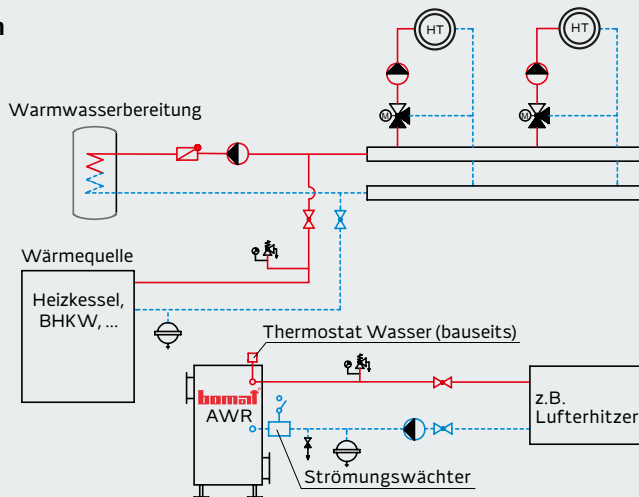 HT
HT
M
M
Warmwasserbereitung
Wärmequelle
Heizkessel,
BHKW, ...
Thermostat Wasser (bauseits)
bomat
AWR
z.B.
Lufterhitzer
Strömungswächter